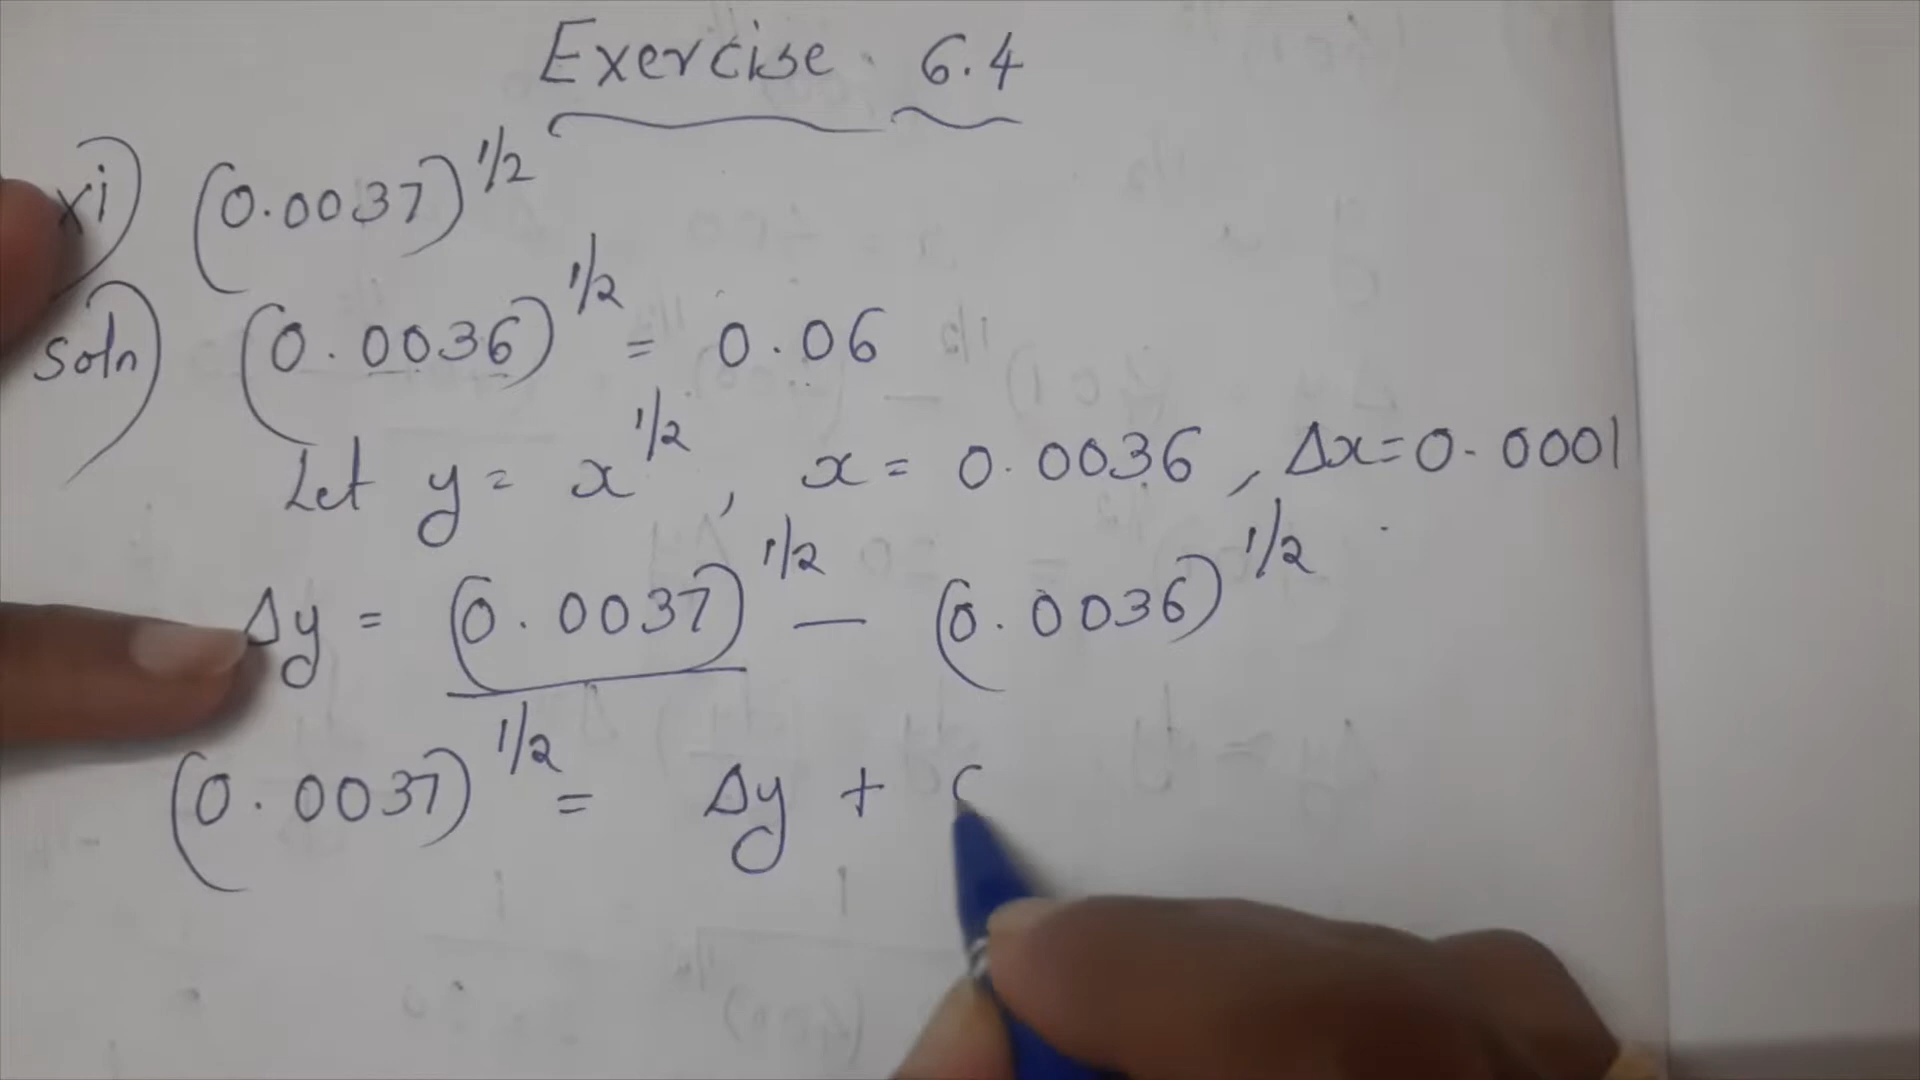 Exercise 6.4
xi) (0.0037)^1/2
Soln) (0.0036)^1/2 = 0.06
Let y = x^1/2, x = 0.0036, Δx=0.0001
Δy = (0.0037)^1/2 – (0.0036)^1/2
(0.0037)^1/2 = Δy +